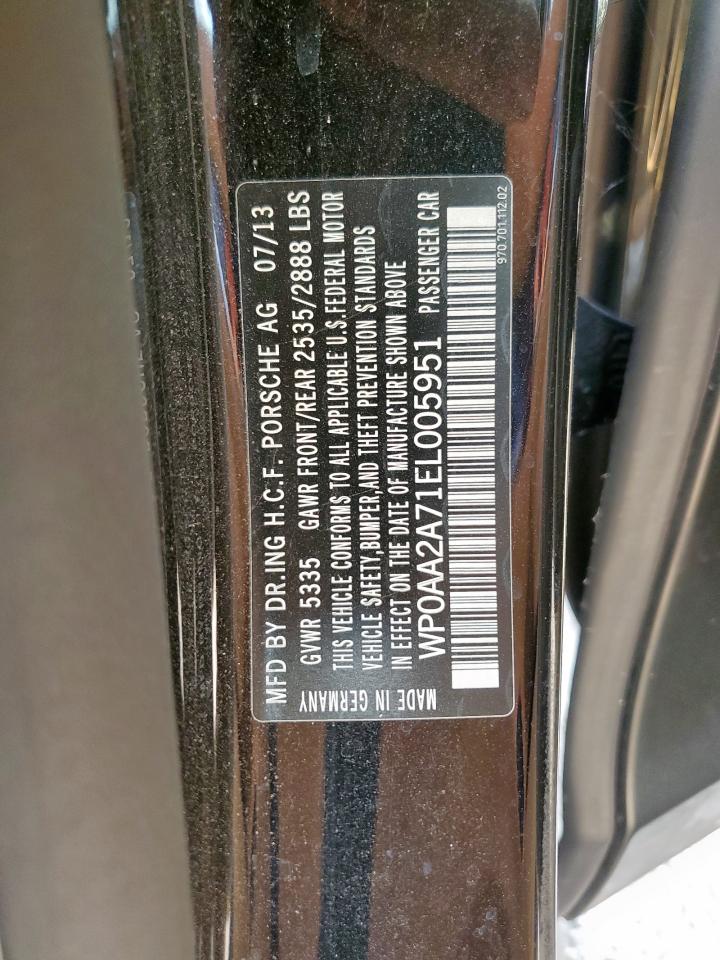 MFD BY DR.ING H.C.F. PORSCHE AG 07/13
GVWR 5335 GAWR FRONT/REAR 2535/2888 LBS
THIS VEHICLE CONFORMS TO ALL APPLICABLE U.S.FEDERAL MOTOR
VEHICLE SAFETY,BUMPER,AND THEFT PREVENTION STANDARDS
IN EFFECT ON THE DATE OF MANUFACTURE SHOWN ABOVE
WP0AA2A71EL005951 PASSENGER CAR
MADE IN GERMANY
970.701.112.02